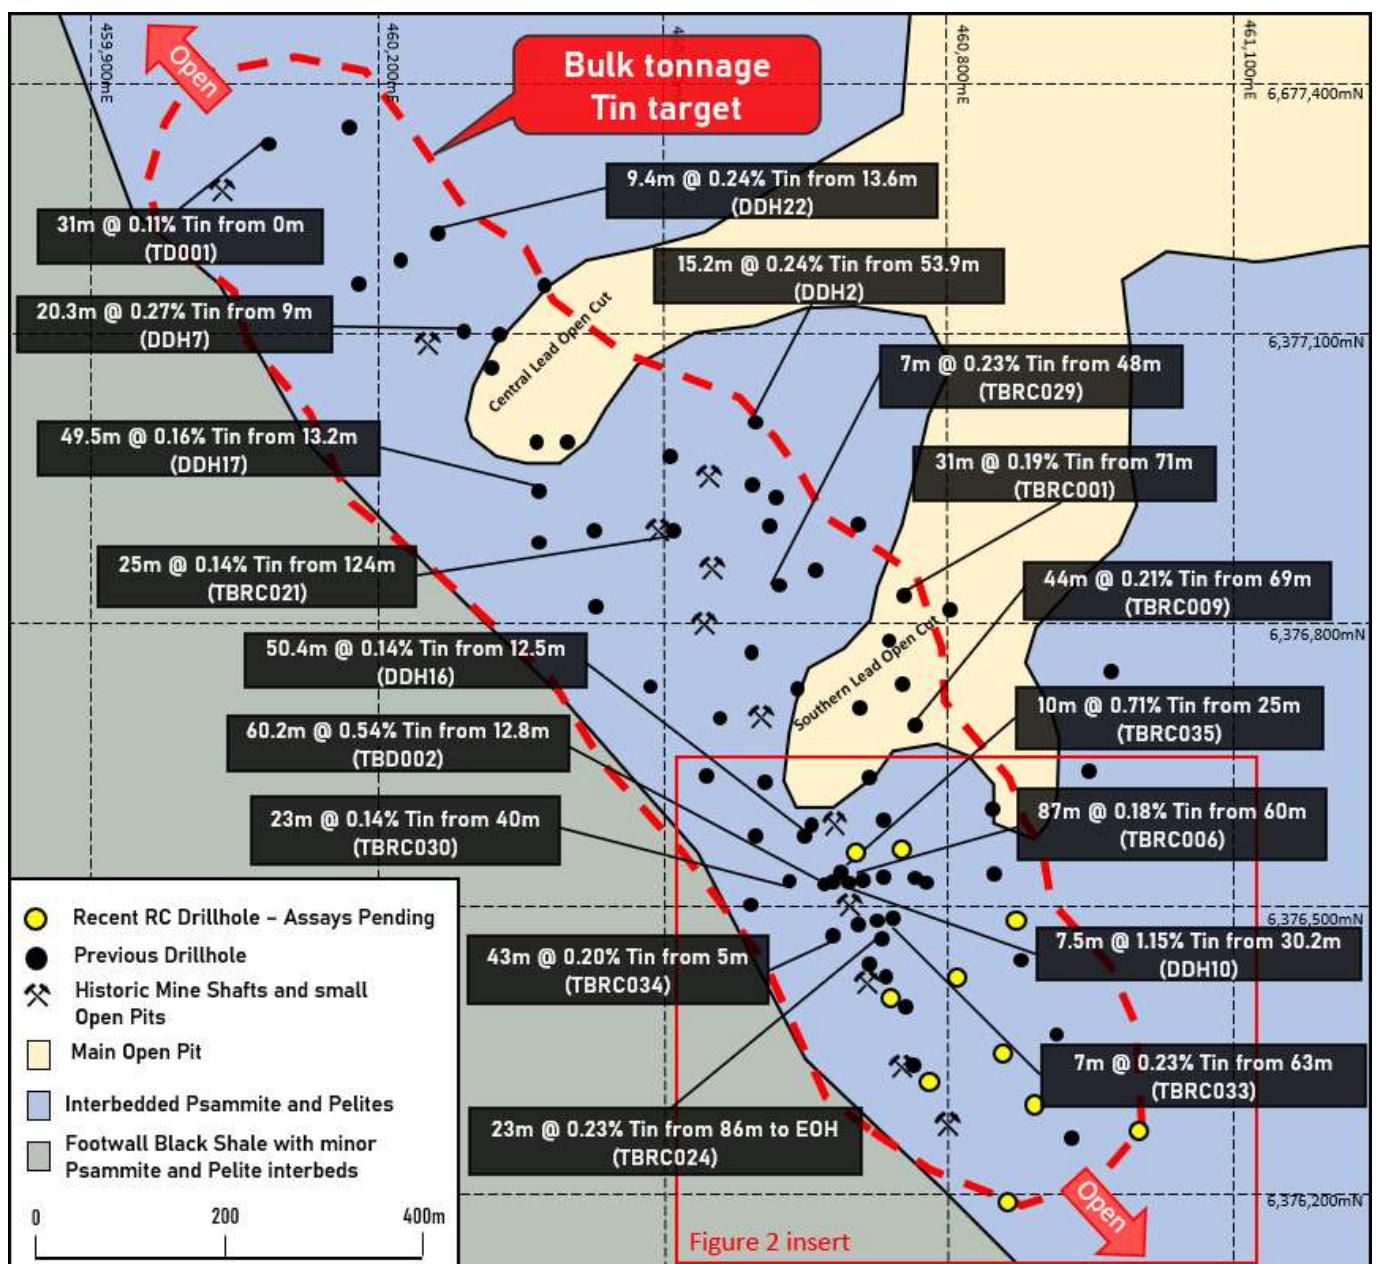 459,900mE
460,200mE
460,800mE
461,100mE
Open
Bulk tonnage
Tin target
6,677,400mN
9.4m @ 0.24% Tin from 13.6m
(DDH22)
31m @ 0.11% Tin from 0m
(TD001)
15.2m @ 0.24% Tin from 53.9m
(DDH2)
20.3m @ 0.27% Tin from 9m
(DDH7)
Central Lead Open Cut
6,377,100mN
7m @ 0.23% Tin from 48m
(TBRC029)
49.5m @ 0.16% Tin from 13.2m
(DDH17)
31m @ 0.19% Tin from 71m
(TBRC001)
25m @ 0.14% Tin from 124m
(TBRC021)
44m @ 0.21% Tin from 69m
(TBRC009)
6,376,800mN
Southern Lead Open Cut
50.4m @ 0.14% Tin from 12.5m
(DDH16)
10m @ 0.71% Tin from 25m
(TBRC035)
60.2m @ 0.54% Tin from 12.8m
(TBD002)
23m @ 0.14% Tin from 40m
(TBRC030)
87m @ 0.18% Tin from 60m
(TBRC006)
6,376,500mN
7.5m @ 1.15% Tin from 30.2m
(DDH10)
43m @ 0.20% Tin from 5m
(TBRC034)
7m @ 0.23% Tin from 63m
(TBRC033)
23m @ 0.23% Tin from 86m to EOH
(TBRC024)
Open
6,376,200mN
Figure 2 insert
Recent RC Drillhole – Assays Pending
Previous Drillhole
Historic Mine Shafts and small
Open Pits
Main Open Pit
Interbedded Psammite and Pelites
Footwall Black Shale with minor
Psammite and Pelite interbeds
0 200 400m